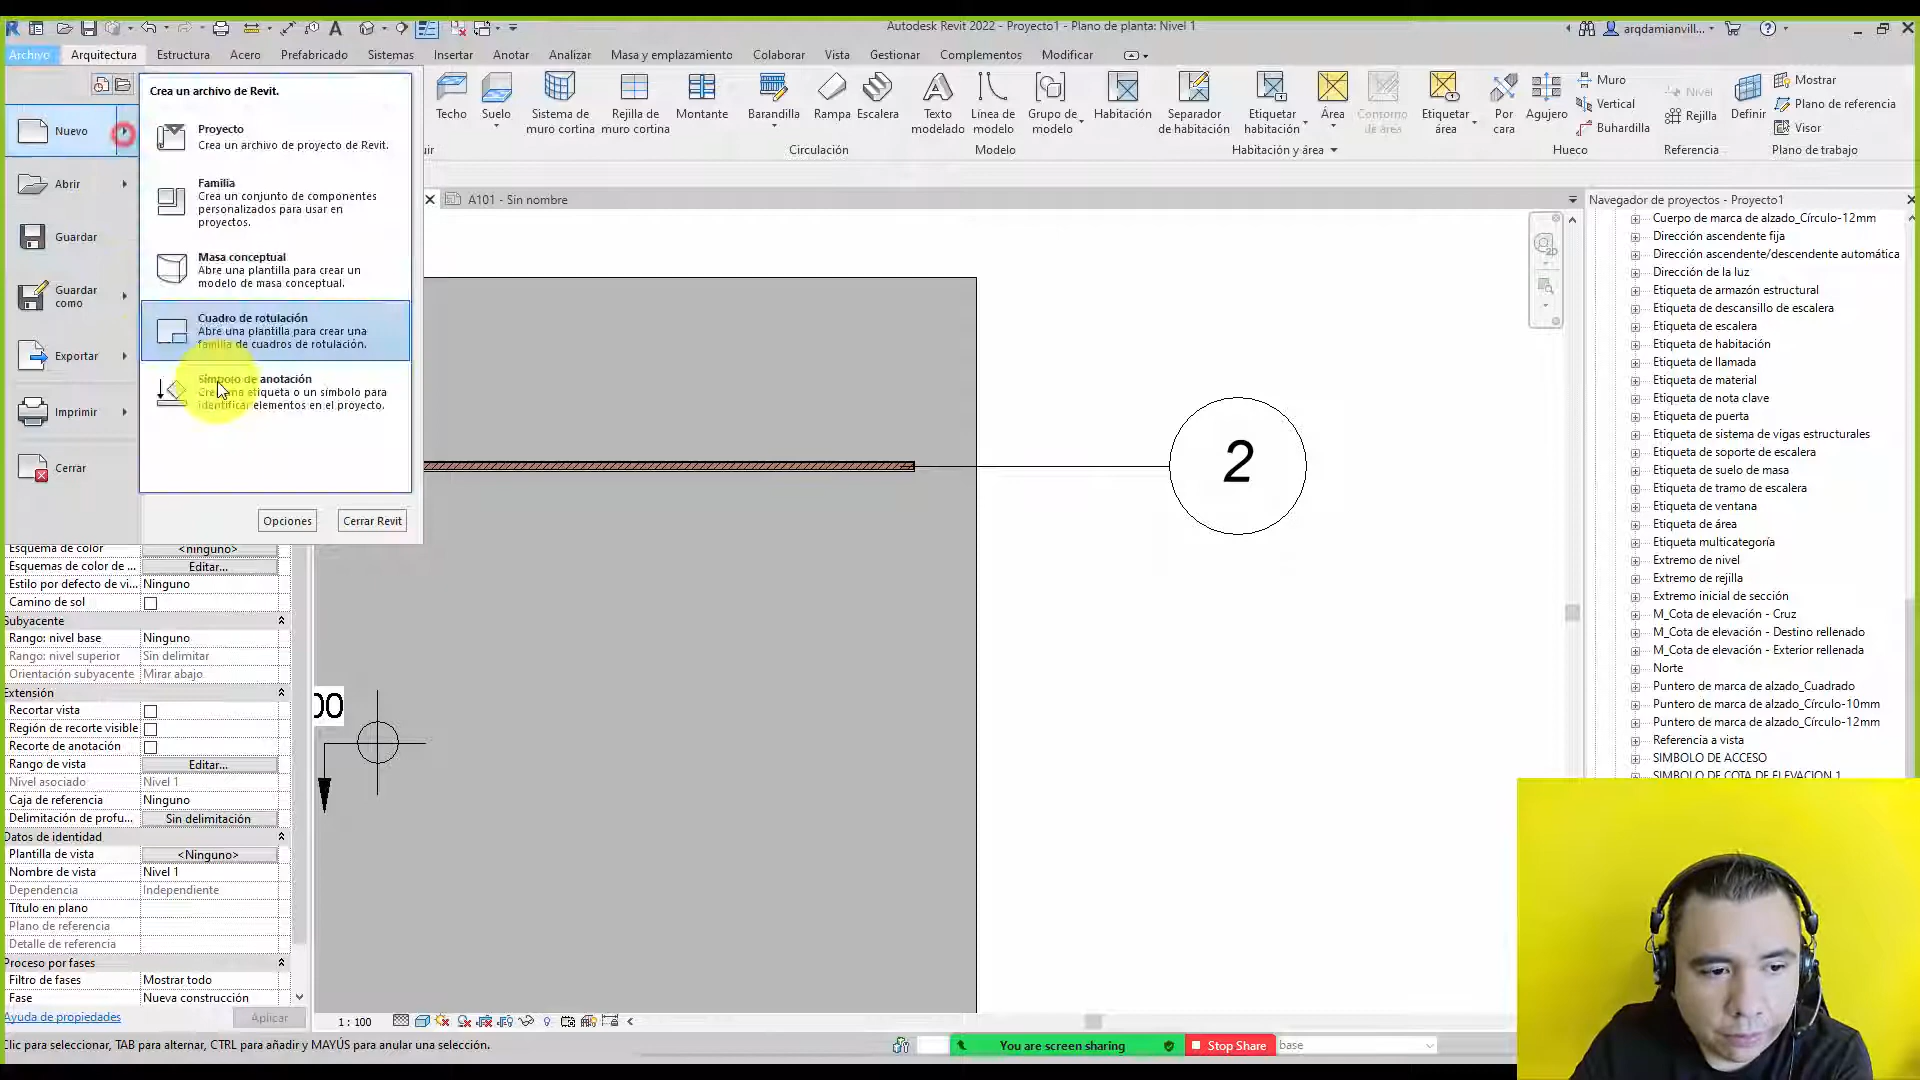 Autodesk Revit 2022 - Proyecto1 - Plano de planta: Nivel 1
arqdamianvill...
Archivo Arquitectura Estructura Acero Prefabricado Sistemas Insertar Anotar Analizar Masa y emplazamiento Colaborar Vista Gestionar Complementos Modificar
Nuevo
Abrir
Guardar
Guardar
como
Exportar
Imprimir
Cerrar
Crea un archivo de Revit.
Proyecto
Crea un archivo de proyecto de Revit.
Familia
Crea un conjunto de componentes
personalizados para usar en
proyectos.
Masa conceptual
Abre una plantilla para crear un
modelo de masa conceptual.
Cuadro de rotulación
Abre una plantilla para crear una
familia de cuadros de rotulación.
Símbolo de anotación
Crea una etiqueta o un símbolo para
identificar elementos en el proyecto.
Opciones
Cerrar Revit
Techo
Suelo
Sistema de
muro cortina
Rejilla de
muro cortina
Montante
Barandilla
Rampa
Escalera
Texto
modelado
Línea de
modelo
Grupo de
modelo
Habitación
Separador
de habitación
Etiquetar
habitación
Área
Contorno
de área
Etiquetar
área
Por
cara
Agujero
Muro
Vertical
Buhardilla
Nivel
Rejilla
Definir
Mostrar
Plano de referencia
Visor
uir
Circulación
Modelo
Habitación y área
Hueco
Referencia
Plano de trabajo
A101 - Sin nombre
2
00
2D
Esquema de color <ninguno>
Esquemas de color de ... Editar...
Estilo por defecto de vi... Ninguno
Camino de sol
Subyacente
Rango: nivel base Ninguno
Rango: nivel superior Sin delimitar
Orientación subyacente Mirar abajo
Extensión
Recortar vista
Región de recorte visible
Recorte de anotación
Rango de vista Editar...
Nivel asociado Nivel 1
Caja de referencia Ninguno
Delimitación de profu... Sin delimitación
Datos de identidad
Plantilla de vista <Ninguno>
Nombre de vista Nivel 1
Dependencia Independiente
Título en plano
Plano de referencia
Detalle de referencia
Proceso por fases
Filtro de fases Mostrar todo
Fase Nueva construcción
Ayuda de propiedades
Aplicar
Navegador de proyectos - Proyecto1
Cuerpo de marca de alzado_Círculo-12mm
Dirección ascendente fija
Dirección ascendente/descendente automática
Dirección de la luz
Etiqueta de armazón estructural
Etiqueta de descansillo de escalera
Etiqueta de escalera
Etiqueta de habitación
Etiqueta de llamada
Etiqueta de material
Etiqueta de nota clave
Etiqueta de puerta
Etiqueta de sistema de vigas estructurales
Etiqueta de soporte de escalera
Etiqueta de suelo de masa
Etiqueta de tramo de escalera
Etiqueta de ventana
Etiqueta de área
Etiqueta multicategoría
Extremo de nivel
Extremo de rejilla
Extremo inicial de sección
M_Cota de elevación - Cruz
M_Cota de elevación - Destino rellenado
M_Cota de elevación - Exterior rellenada
Norte
Puntero de marca de alzado_Cuadrado
Puntero de marca de alzado_Círculo-10mm
Puntero de marca de alzado_Círculo-12mm
Referencia a vista
SIMBOLO DE ACCESO
SIMBOLO DE COTA DE ELEVACION 1
1 : 100
Clic para seleccionar, TAB para alternar, CTRL para añadir y MAYÚS para anular una selección.
You are screen sharing
Stop Share
base